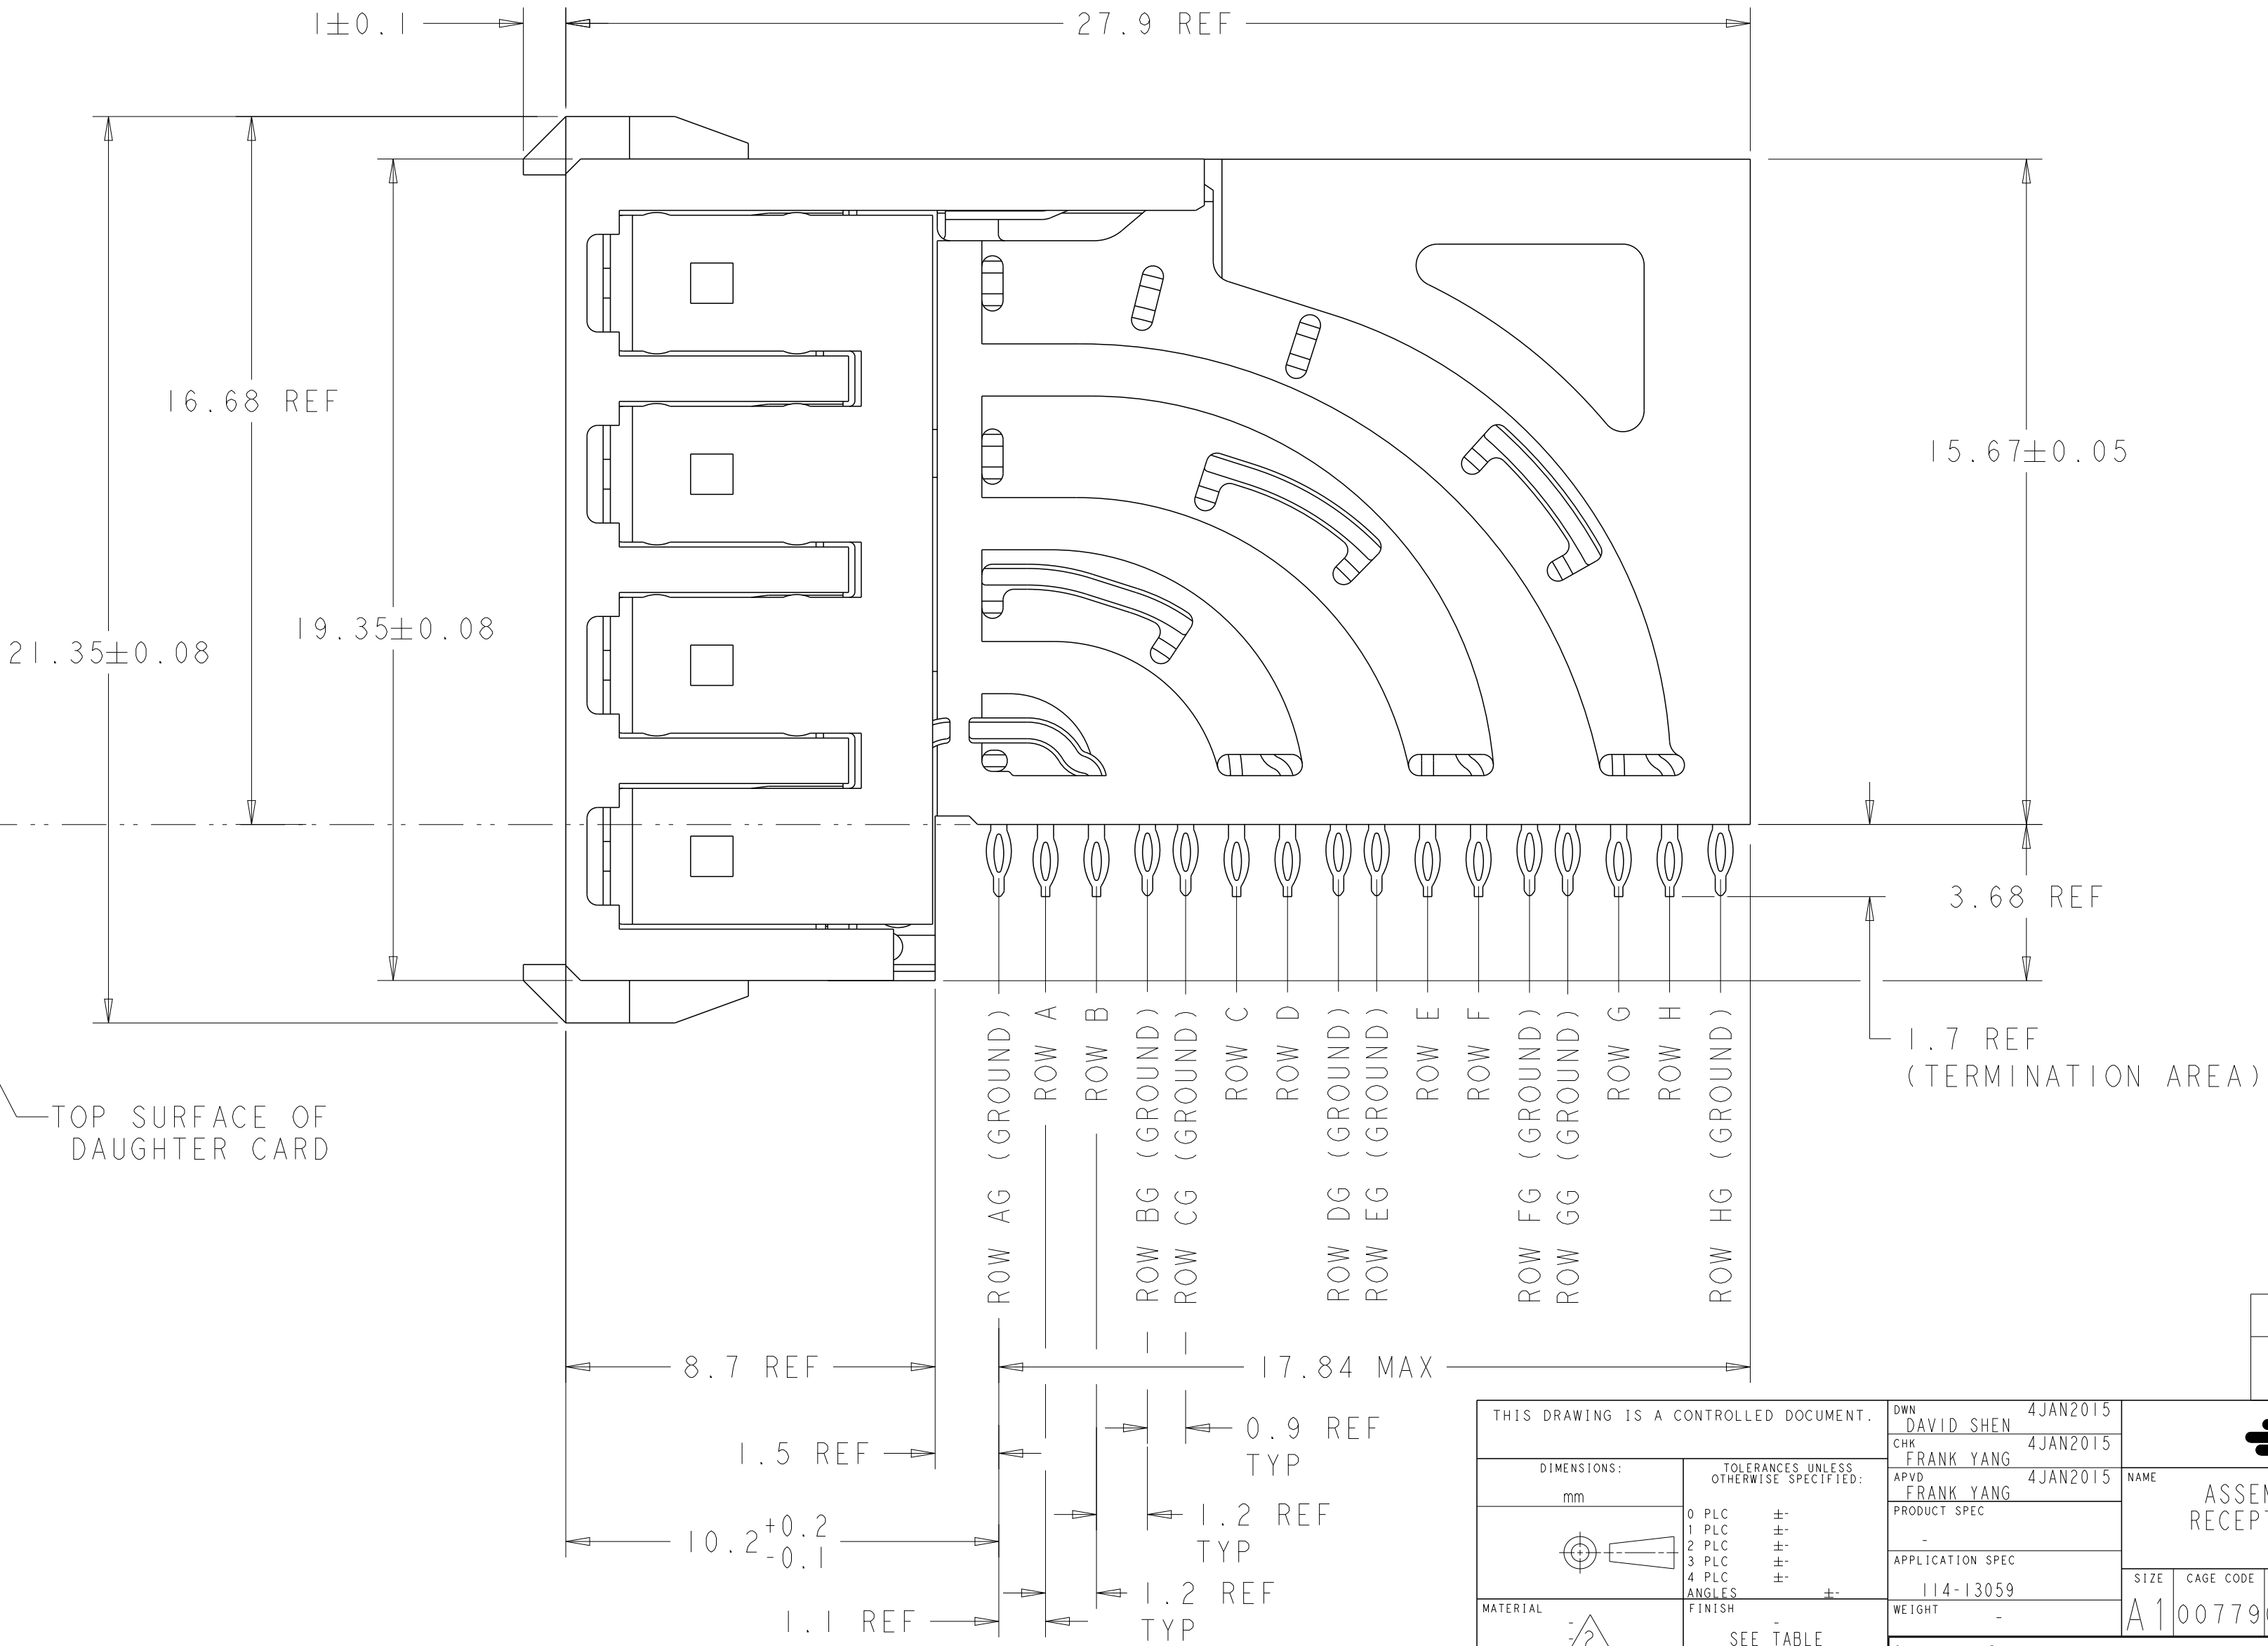 1±0.1
27.9 REF
16.68 REF
15.67±0.05
19.35±0.08
21.35±0.08
3.68 REF
1.7 REF
(TERMINATION AREA)
TOP SURFACE OF
DAUGHTER CARD
ROW AG (GROUND)
ROW A
ROW B
ROW BG (GROUND)
ROW CG (GROUND)
ROW C
ROW D
ROW DG (GROUND)
ROW EG (GROUND)
ROW E
ROW F
ROW FG (GROUND)
ROW GG (GROUND)
ROW G
ROW H
ROW HG (GROUND)
8.7 REF
17.84 MAX
0.9 REF
TYP
1.5 REF
1.2 REF
TYP
10.2 +0.2
-0.1
1.2 REF
TYP
1.1 REF
THIS DRAWING IS A CONTROLLED DOCUMENT.
DIMENSIONS:
mm
TOLERANCES UNLESS
OTHERWISE SPECIFIED:
0 PLC ±-
1 PLC ±-
2 PLC ±-
3 PLC ±-
4 PLC ±-
ANGLES ±-
MATERIAL
-
2
FINISH
-
SEE TABLE
DWN 4JAN2015
DAVID SHEN
CHK 4JAN2015
FRANK YANG
APVD 4JAN2015
FRANK YANG
PRODUCT SPEC
-
APPLICATION SPEC
114-13059
WEIGHT -
NAME
SIZE
A1
CAGE CODE
00779